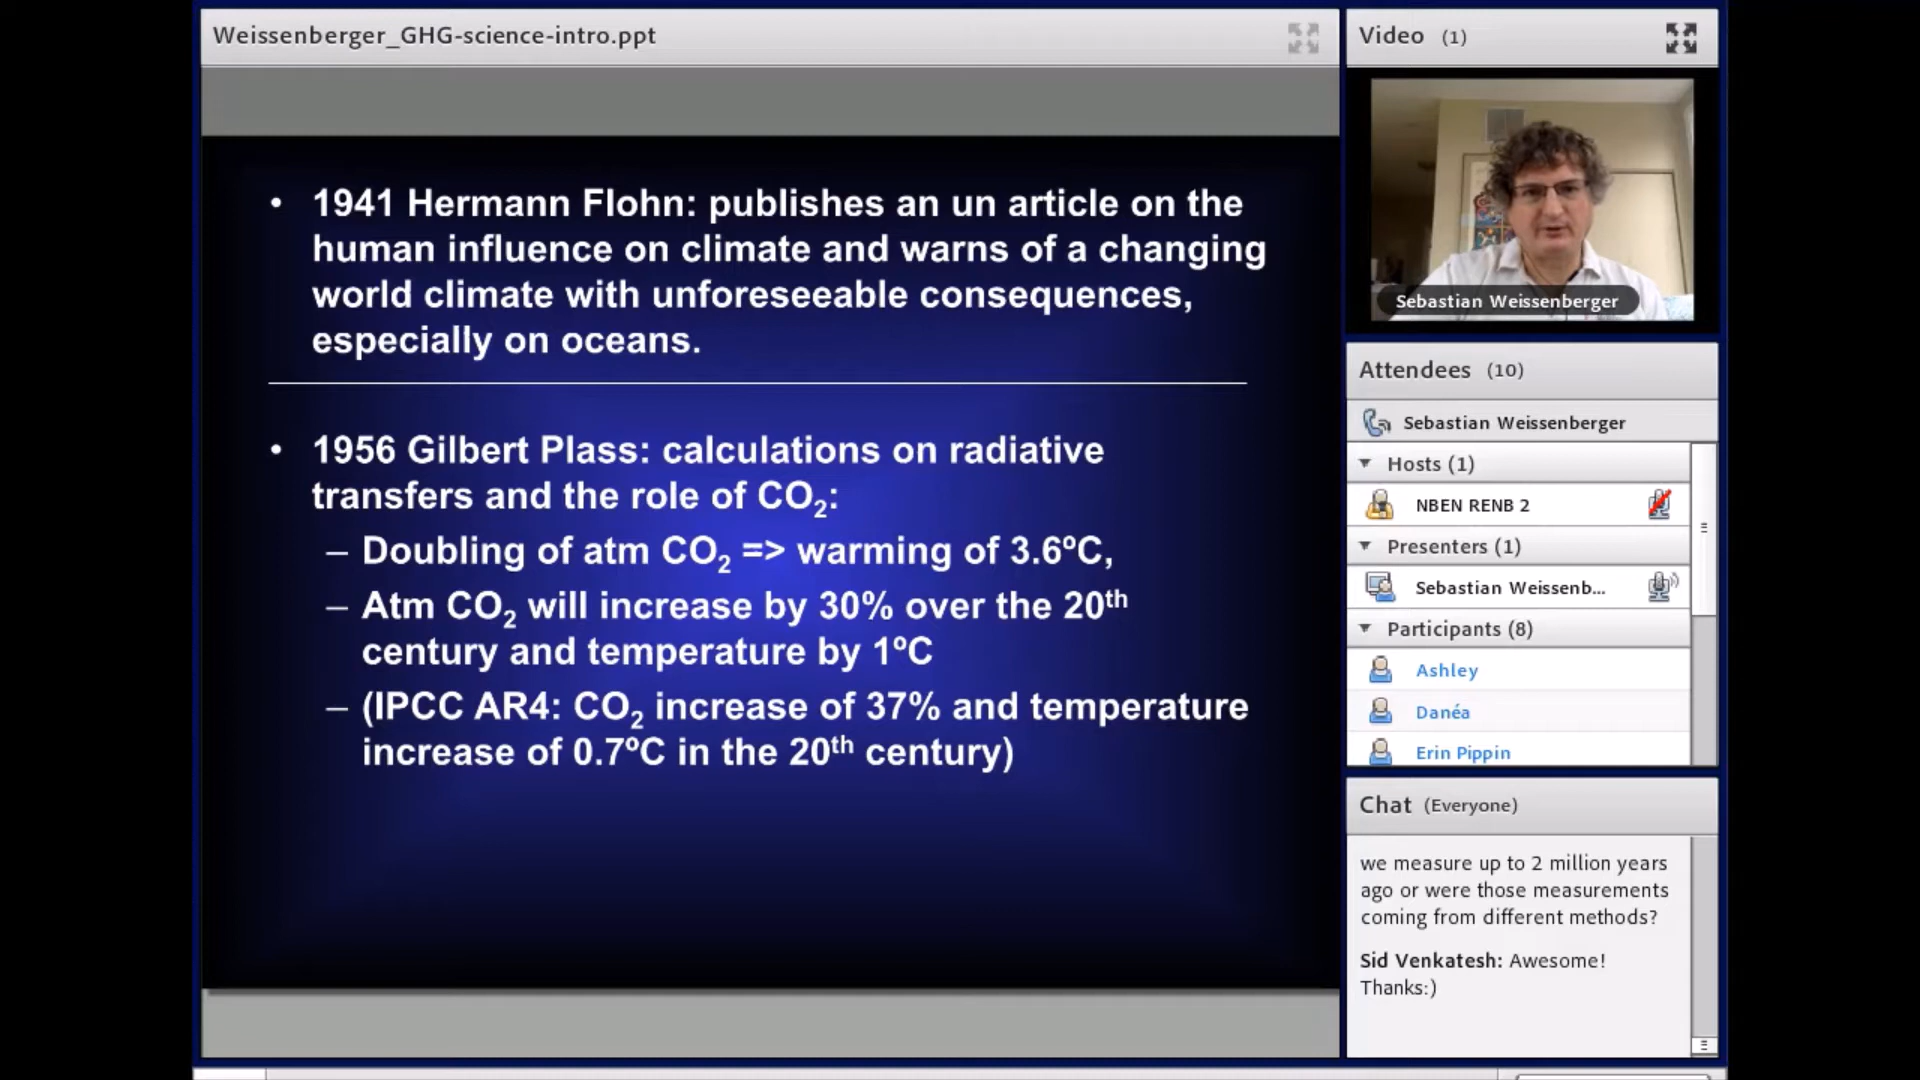 Weissenberger_GHG-science-intro.ppt
• 1941 Hermann Flohn: publishes an un article on the
human influence on climate and warns of a changing
world climate with unforeseeable consequences,
especially on oceans.
• 1956 Gilbert Plass: calculations on radiative
transfers and the role of CO₂:
– Doubling of atm CO₂ => warming of 3.6ºC,
– Atm CO₂ will increase by 30% over the 20th
century and temperature by 1ºC
– (IPCC AR4: CO₂ increase of 37% and temperature
increase of 0.7ºC in the 20th century)
Video (1)
Sebastian Weissenberger
Attendees (10)
Sebastian Weissenberger
Hosts (1)
NBEN RENB 2
Presenters (1)
Sebastian Weissenb...
Participants (8)
Ashley
Danéa
Erin Pippin
Chat (Everyone)
we measure up to 2 million years
ago or were those measurements
coming from different methods?
Sid Venkatesh: Awesome!
Thanks:)